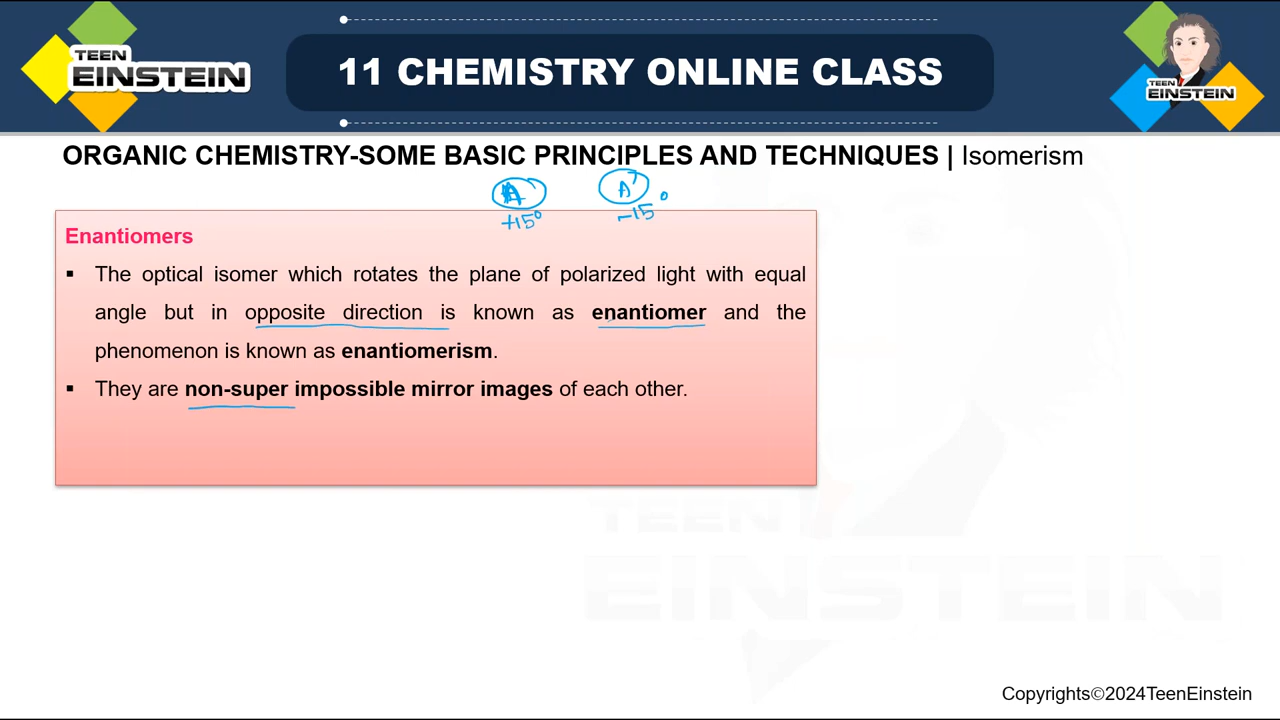 TEEN
EINSTEIN
11 CHEMISTRY ONLINE CLASS
TEEN
EINSTEIN
ORGANIC CHEMISTRY-SOME BASIC PRINCIPLES AND TECHNIQUES | Isomerism
A A
+15° -15°
Enantiomers
▪ The optical isomer which rotates the plane of polarized light with equal
angle but in opposite direction is known as enantiomer and the
phenomenon is known as enantiomerism.
▪ They are non-super impossible mirror images of each other.
TEEN
EINSTEIN
Copyrights©2024TeenEinstein